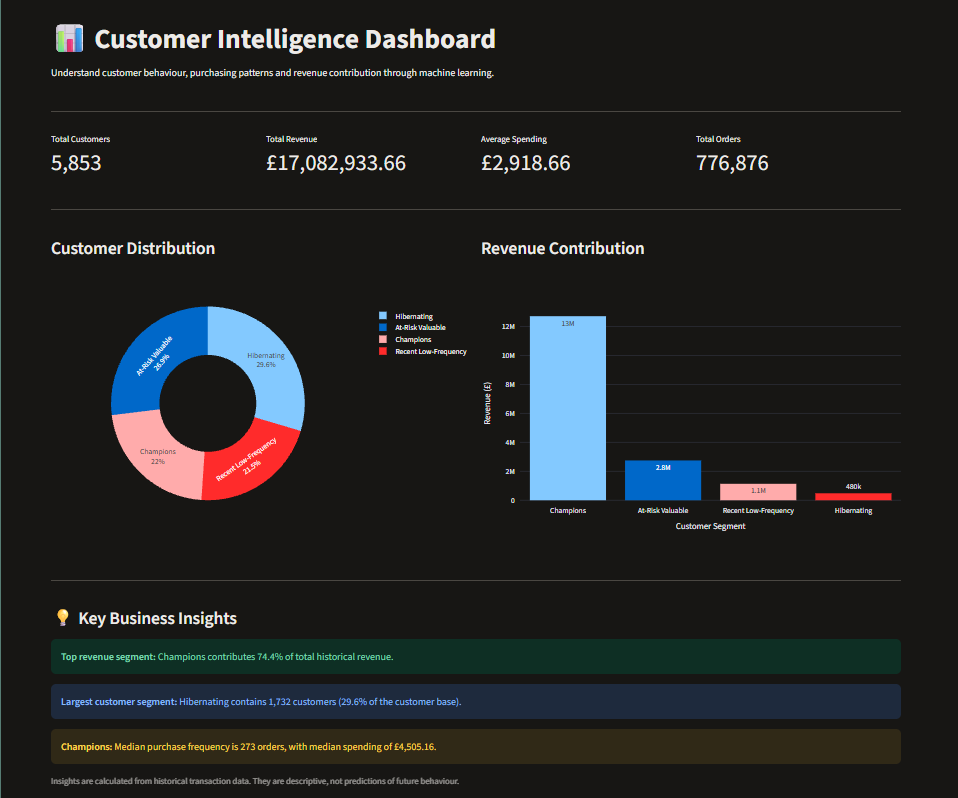 Customer Intelligence Dashboard
Understand customer behaviour, purchasing patterns and revenue contribution through machine learning.
Total Customers
5,853
Total Revenue
£17,082,933.66
Average Spending
£2,918.66
Total Orders
776,876
Customer Distribution
At-Risk Valuable
26.9%
Hibernating
29.6%
Champions
22%
Recent Low-Frequency
21.5%
Hibernating
At-Risk Valuable
Champions
Recent Low-Frequency
Revenue Contribution
Revenue (£)
12M
10M
8M
6M
4M
2M
0
13M
2.8M
1.1M
480k
Champions
At-Risk Valuable
Recent Low-Frequency
Hibernating
Customer Segment
Key Business Insights
Top revenue segment: Champions contributes 74.4% of total historical revenue.
Largest customer segment: Hibernating contains 1,732 customers (29.6% of the customer base).
Champions: Median purchase frequency is 273 orders, with median spending of £4,505.16.
Insights are calculated from historical transaction data. They are descriptive, not predictions of future behaviour.